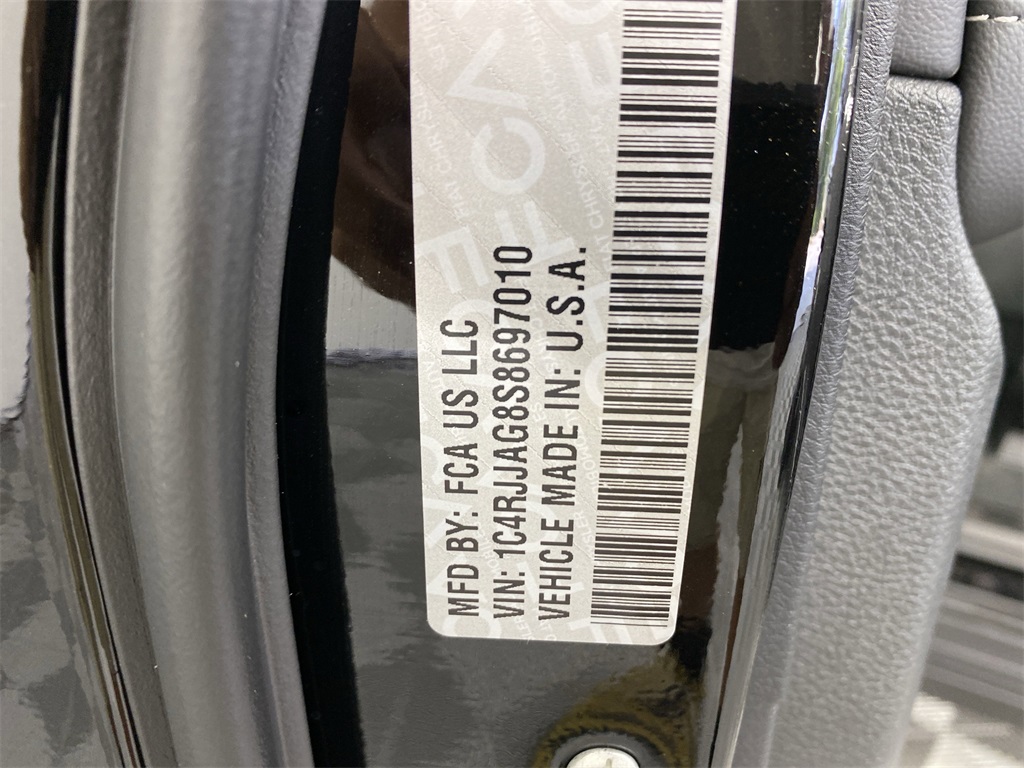 MFD BY: FCA US LLC
VIN: 1C4RJJAG8S8697010
VEHICLE MADE IN: U.S.A.